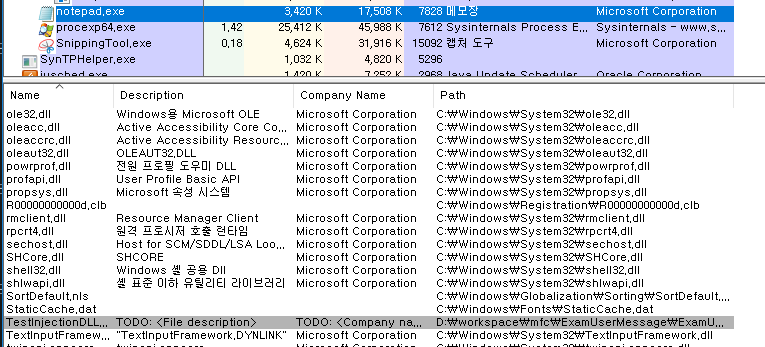 notepad,exe 3,420 K 17,508 K 7828 메모장 Microsoft Corporation
procexp64,exe 1,42 25,412 K 45,988 K 7612 Sysinternals Process E,,, Sysinternals - www,s,,,
SnippingTool,exe 0,18 4,624 K 31,916 K 15092 캡처 도구 Microsoft Corporation
SynTPHelper,exe 1,032 K 4,820 K 5296
jusched,exe 1,420 K 7,252 K 2968 Java Update Scheduler Oracle Corporation
Name Description Company Name Path
ole32,dll Windows용 Microsoft OLE Microsoft Corporation C:₩Windows₩System32₩ole32,dll
oleacc,dll Active Accessibility Core Co,,, Microsoft Corporation C:₩Windows₩System32₩oleacc,dll
oleaccrc,dll Active Accessibility Resourc,,, Microsoft Corporation C:₩Windows₩System32₩oleaccrc,dll
oleaut32,dll OLEAUT32,DLL Microsoft Corporation C:₩Windows₩System32₩oleaut32,dll
powrprof,dll 전원 프로필 도우미 DLL Microsoft Corporation C:₩Windows₩System32₩powrprof,dll
profapi,dll User Profile Basic API Microsoft Corporation C:₩Windows₩System32₩profapi,dll
propsys,dll Microsoft 속성 시스템 Microsoft Corporation C:₩Windows₩System32₩propsys,dll
R00000000000d,clb C:₩Windows₩Registration₩R00000000000d,clb
rmclient,dll Resource Manager Client Microsoft Corporation C:₩Windows₩System32₩rmclient,dll
rpcrt4,dll 원격 프로시저 호출 런타임 Microsoft Corporation C:₩Windows₩System32₩rpcrt4,dll
sechost,dll Host for SCM/SDDL/LSA Loo,,, Microsoft Corporation C:₩Windows₩System32₩sechost,dll
SHCore,dll SHCORE Microsoft Corporation C:₩Windows₩System32₩SHCore,dll
shell32,dll Windows 셸 공용 Dll Microsoft Corporation C:₩Windows₩System32₩shell32,dll
shlwapi,dll 셸 표준 이하 유틸리티 라이브러리 Microsoft Corporation C:₩Windows₩System32₩shlwapi,dll
SortDefault,nls C:₩Windows₩Globalization₩Sorting₩SortDefault,,,,
StaticCache,dat C:₩Windows₩Fonts₩StaticCache,dat
TestInjectionDLL,,, TODO: <File description> TODO: <Company na,,, D:₩workspace₩mfc₩ExamUserMessage₩ExamU,,,
TextInputFramew,,, "TextInputFramework,DYNLINK" Microsoft Corporation C:₩Windows₩System32₩TextInputFramework,dll